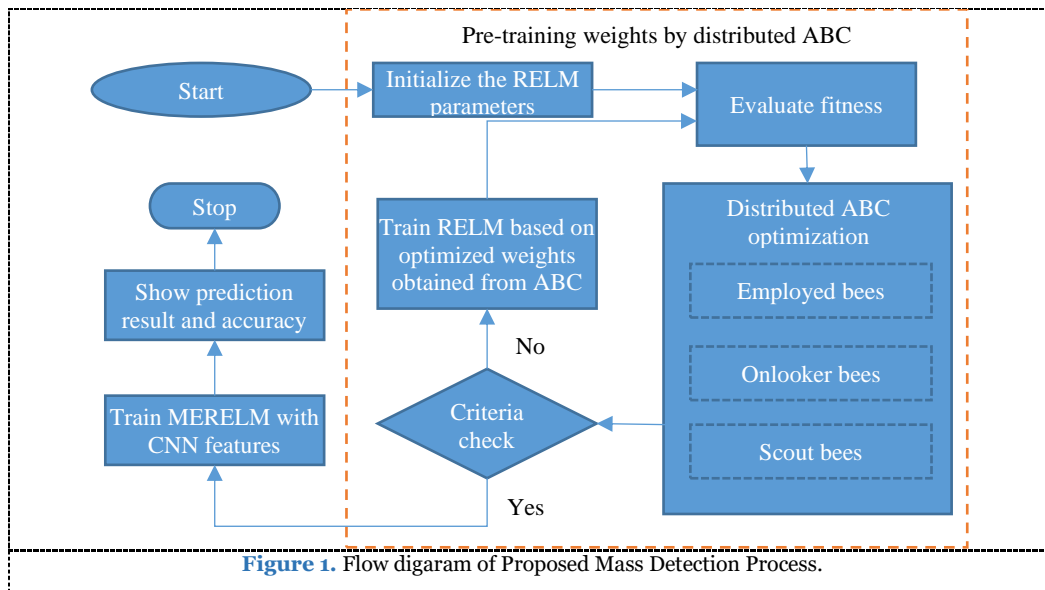 Pre-training weights by distributed ABC
Start
Initialize the RELM
parameters
Evaluate fitness
Stop
Train RELM based on
optimized weights
obtained from ABC
Distributed ABC
optimization
Employed bees
Onlooker bees
Scout bees
Show prediction
result and accuracy
No
Criteria
check
Train MERELM with
CNN features
Yes
Figure 1. Flow digaram of Proposed Mass Detection Process.